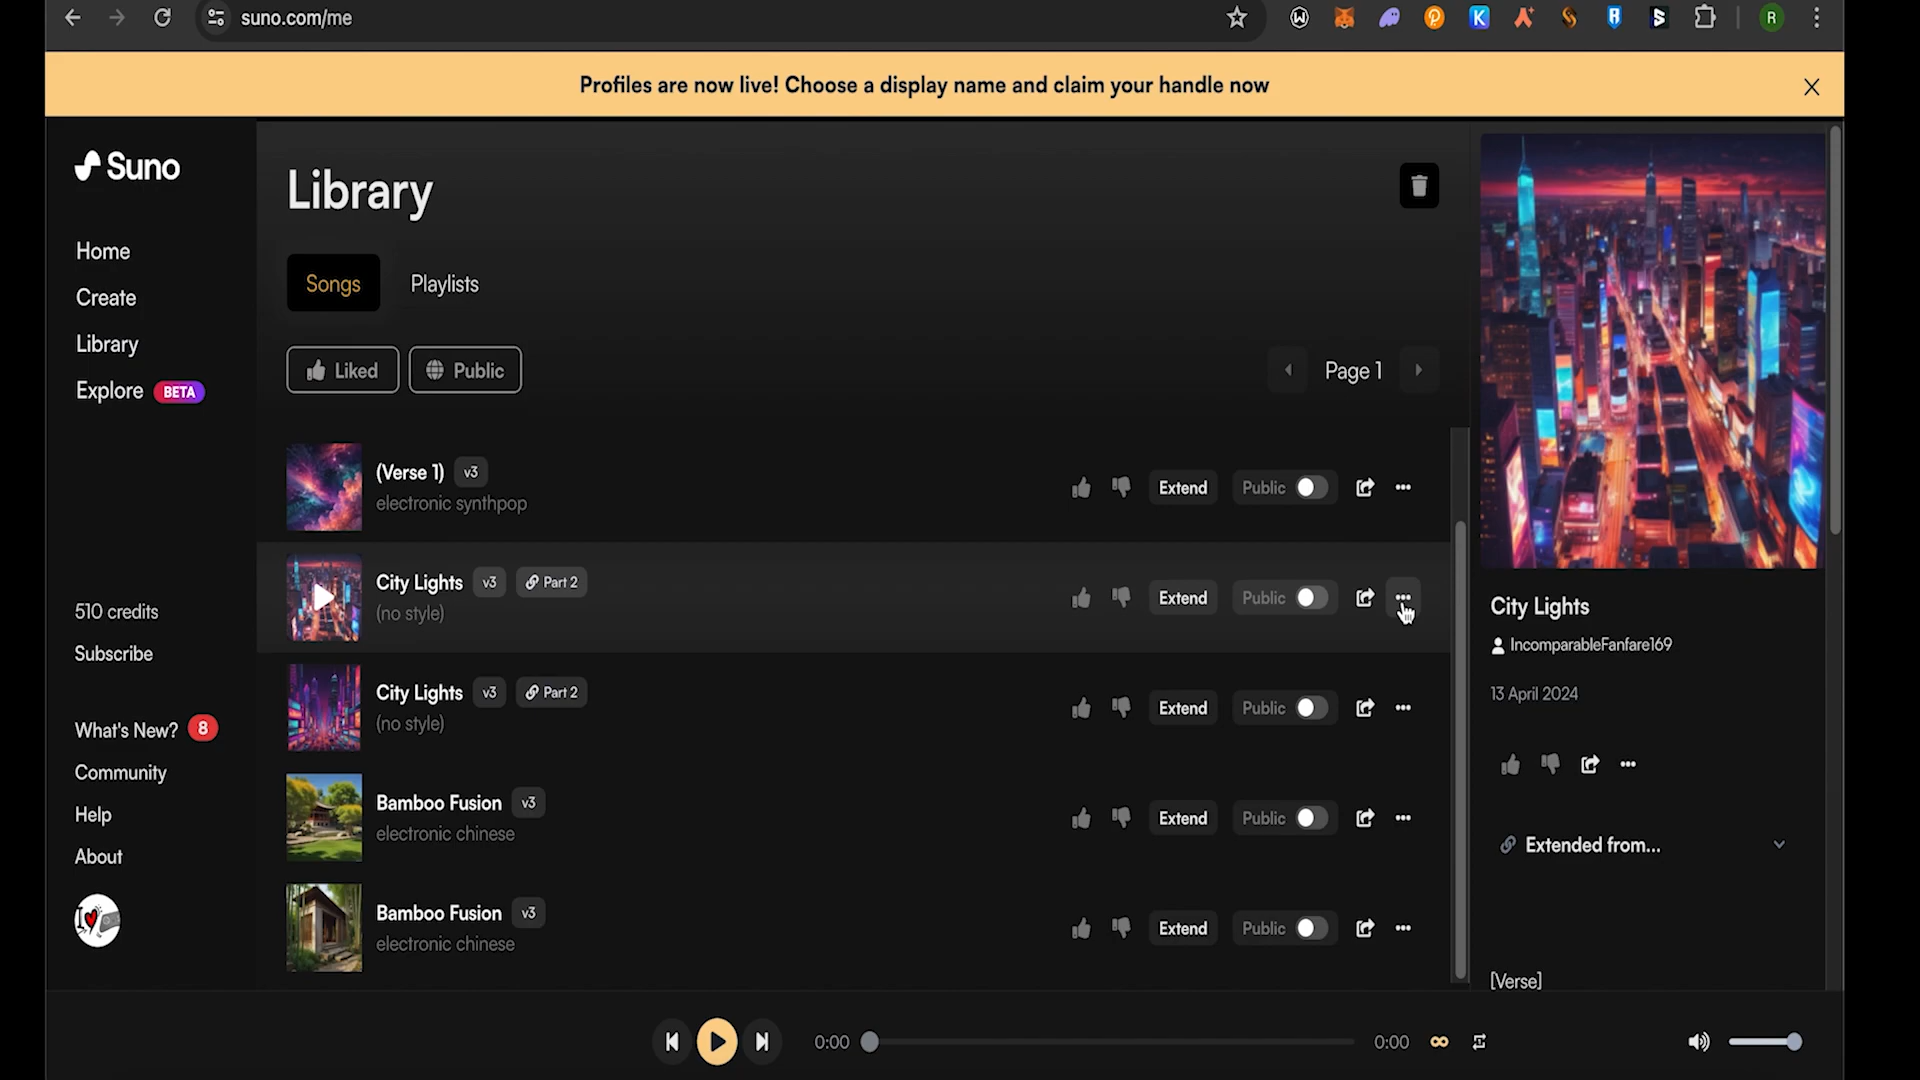 suno.com/me
R
Profiles are now live! Choose a display name and claim your handle now
Suno
Home
Create
Library
Explore BETA
510 credits
Subscribe
What's New? 8
Community
Help
About
Library
Songs Playlists
Liked Public
Page 1
(Verse 1) v3
electronic synthpop
Extend Public
City Lights v3 Part 2
(no style)
Extend Public
City Lights v3 Part 2
(no style)
Extend Public
Bamboo Fusion v3
electronic chinese
Extend Public
Bamboo Fusion v3
electronic chinese
Extend Public
City Lights
IncomparableFanfare169
13 April 2024
Extended from...
[Verse]
0:00 0:00